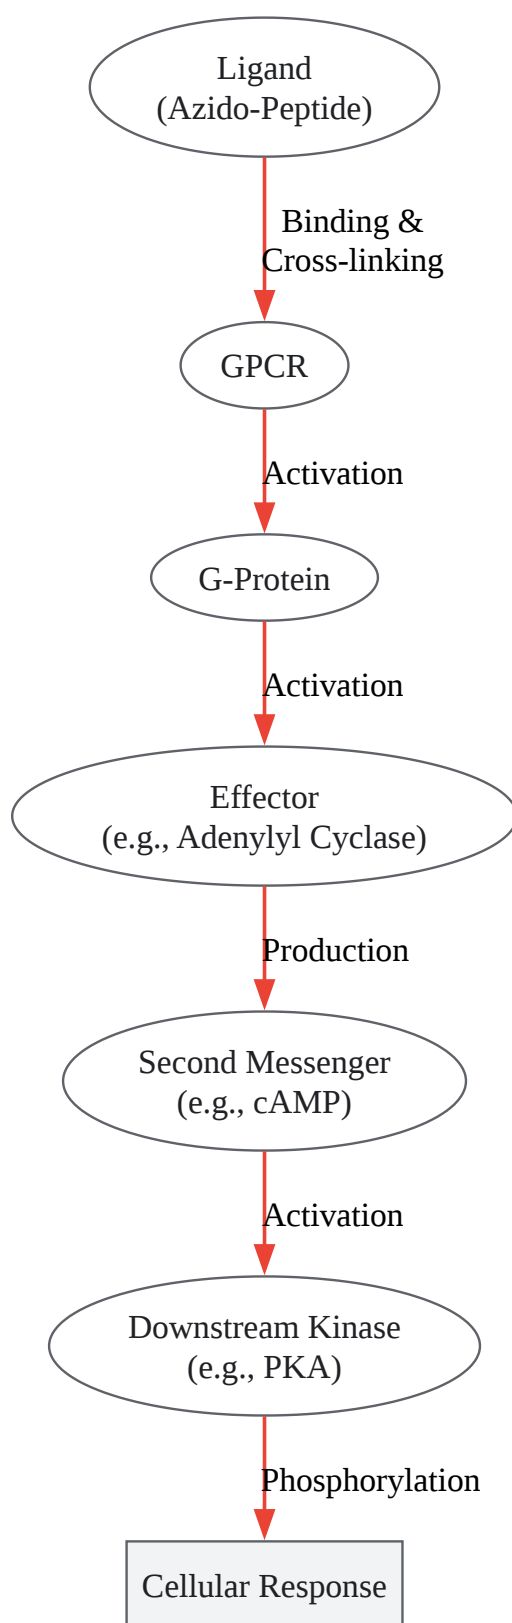 Ligand
(Azido-Peptide)
Binding &
Cross-linking
GPCR
Activation
G-Protein
Activation
Effector
(e.g., Adenylyl Cyclase)
Production
Second Messenger
(e.g., cAMP)
Activation
Downstream Kinase
(e.g., PKA)
Phosphorylation
Cellular Response